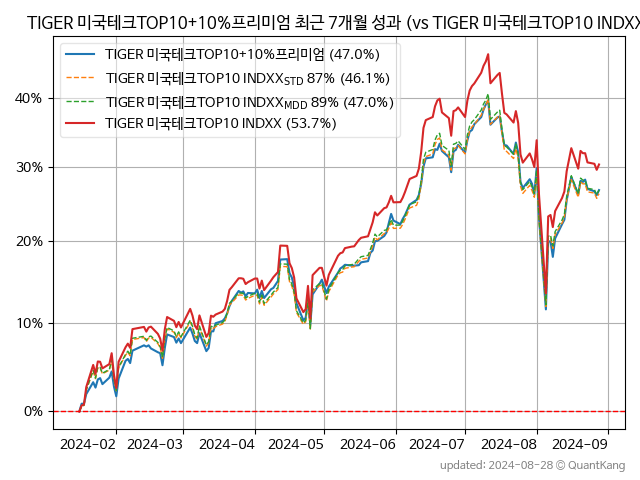 TIGER 미국테크TOP10+10%프리미엄 최근 7개월 성과 (vs TIGER 미국테크TOP10 INDXX
TIGER 미국테크TOP10+10%프리미엄 (47.0%)
TIGER 미국테크TOP10 INDXX_STD 87% (46.1%)
TIGER 미국테크TOP10 INDXX_MDD 89% (47.0%)
TIGER 미국테크TOP10 INDXX (53.7%)
40%
30%
20%
10%
0%
2024-02 2024-03 2024-04 2024-05 2024-06 2024-07 2024-08 2024-09
updated: 2024-08-28 © QuantKang